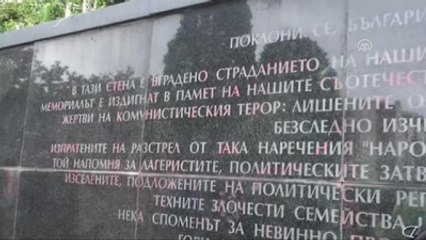 ПОКЛОНИ СЕ, БЪЛГАРИ
В ТАЗИ СТЕНА Е ВГРАДЕНО СТРАДАНИЕТО НА НАШИ
МЕМОРИАЛЪТ Е ИЗДИГНАТ В ПАМЕТ НА НАШИТЕ СЪОТЕЧЕСТ
ЖЕРТВИ НА КОМУНИСТИЧЕСКИЯ ТЕРОР: ЛИШЕНИТЕ О
БЕЗСЛЕДНО ИЗЧ
ИЗПРАТЕНИТЕ НА РАЗСТРЕЛ ОТ ТАКА НАРЕЧЕНИЯ "НАРО
ТОЙ НАПОМНЯ ЗА ЛАГЕРИСТИТЕ, ПОЛИТИЧЕСКИТЕ ЗАТВ
ИЗСЕЛЕНИТЕ, ПОДЛОЖЕНИТЕ НА ПОЛИТИЧЕСКИ РЕП
ТЕХНИТЕ ЗЛОЧЕСТИ СЕМЕЙСТВА
НЕКА СПОМЕНЪТ ЗА НЕВИННО П